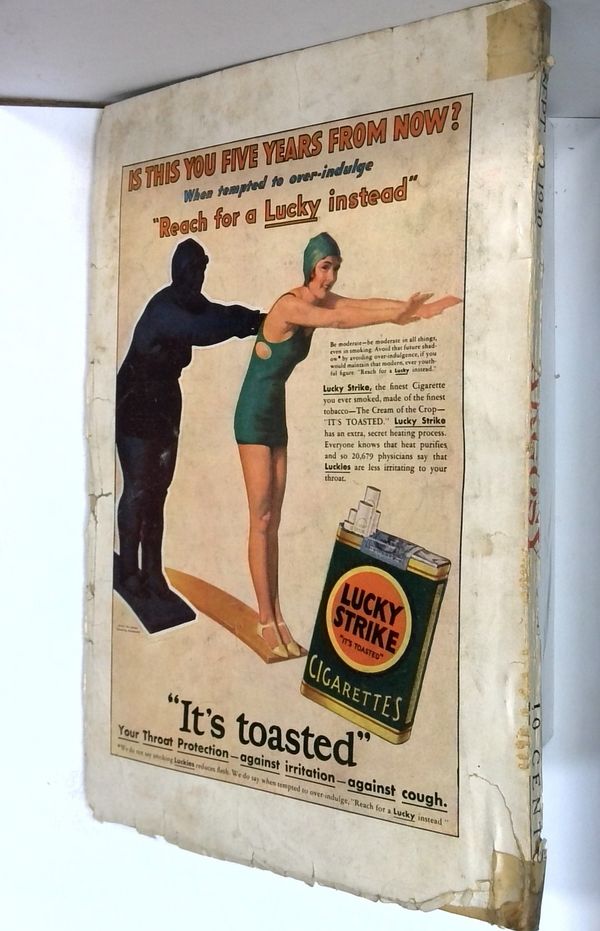 IS THIS YOU FIVE YEARS FROM NOW?
When tempted to over-indulge
"Reach for a Lucky instead"
Be moderate—be moderate in all things,
even in smoking. Avoid that future shad-
ow* by avoiding over-indulgence, if you
would maintain that modern, ever-youth-
ful figure. "Reach for a Lucky instead."
Lucky Strike, the finest Cigarette
you ever smoked, made of the finest
tobacco—The Cream of the Crop—
"IT'S TOASTED." Lucky Strike
has an extra, secret heating process.
Everyone knows that heat purifies
and so 20,679 physicians say that
Luckies are less irritating to your
throat.
LUCKY
STRIKE
"IT'S TOASTED"
CIGARETTES
"It's toasted"
Your Throat Protection—against irritation—against cough.
*We do not say smoking Luckies reduces flesh. We do say when tempted to over-indulge, "Reach for a Lucky instead"
SEPT. 1930
ARGOSY
10 CENTS